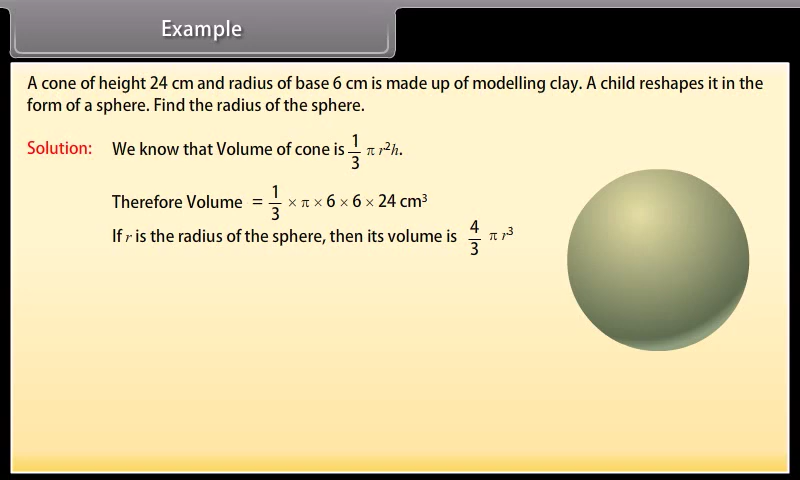 Example
A cone of height 24 cm and radius of base 6 cm is made up of modelling clay. A child reshapes it in the
form of a sphere. Find the radius of the sphere.
Solution: We know that Volume of cone is 1/3 π r²h.
Therefore Volume = 1/3 × π × 6 × 6 × 24 cm³
If r is the radius of the sphere, then its volume is 4/3 π r³